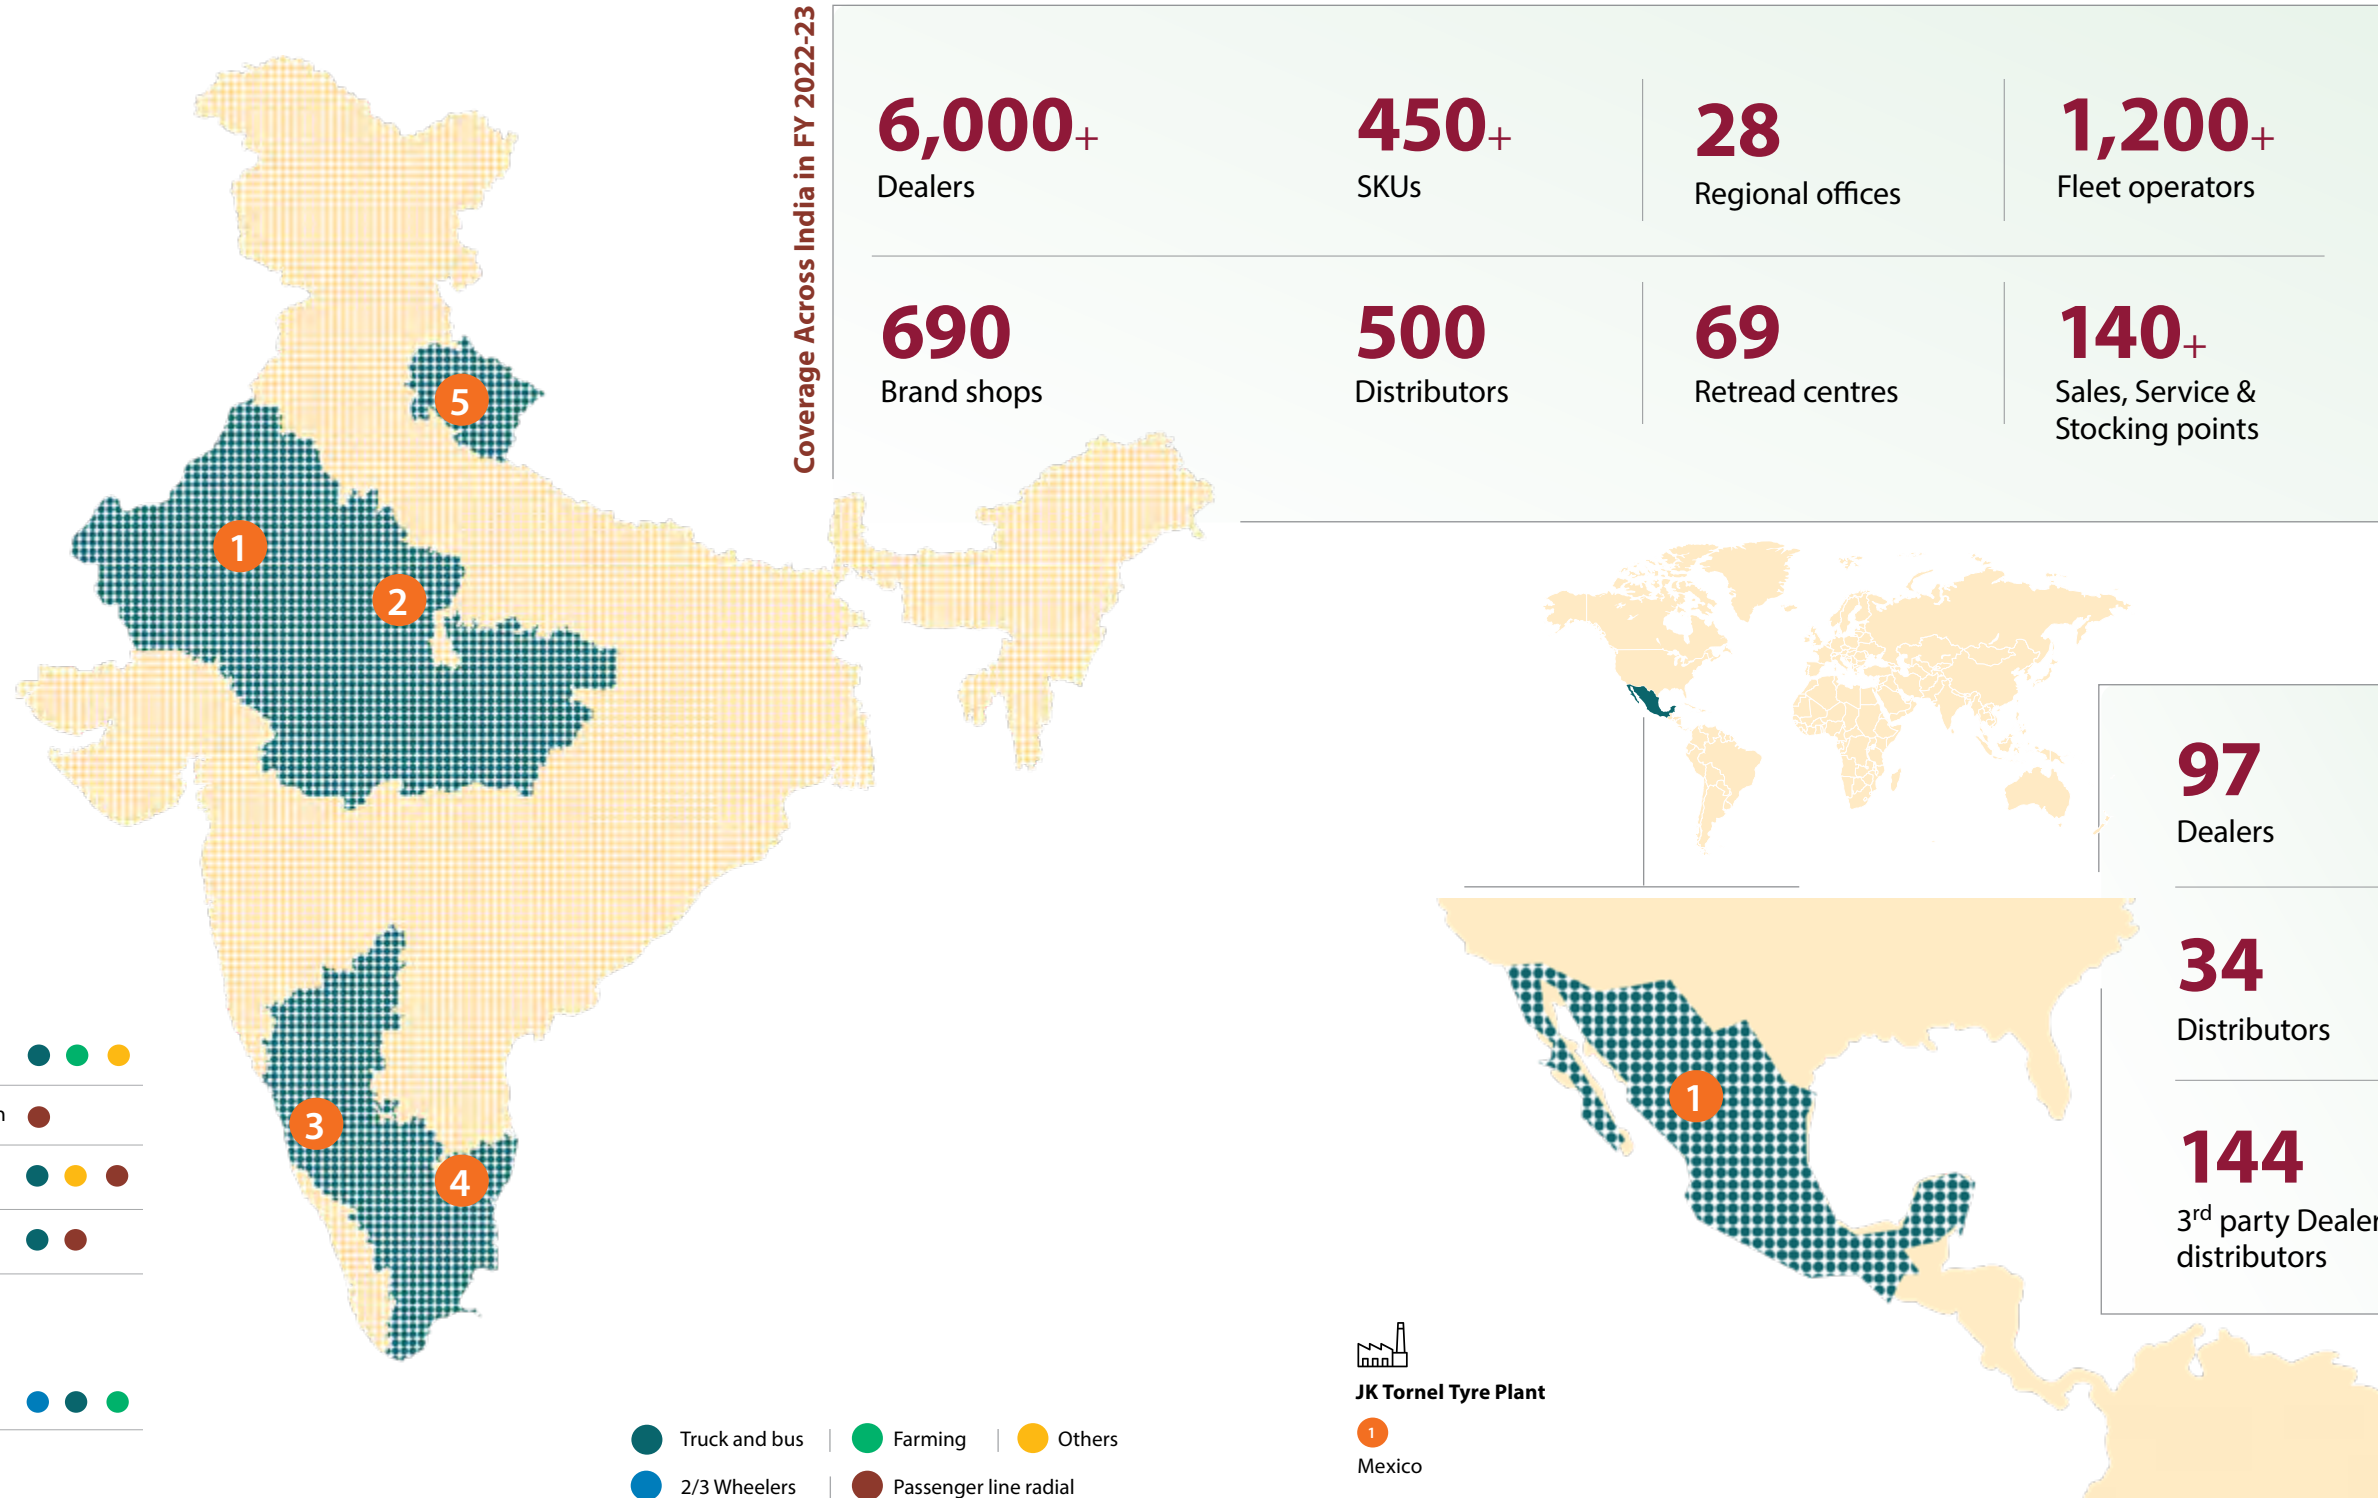 Coverage Across India in FY 2022-23
6,000+
Dealers
450+
SKUs
28
Regional offices
1,200+
Fleet operators
690
Brand shops
500
Distributors
69
Retread centres
140+
Sales, Service &
Stocking points
5
1
2
3
4
97
Dealers
34
Distributors
144
3rd party Dealer
distributors
1
JK Tornel Tyre Plant
1
Mexico
Truck and bus
Farming
Others
2/3 Wheelers
Passenger line radial